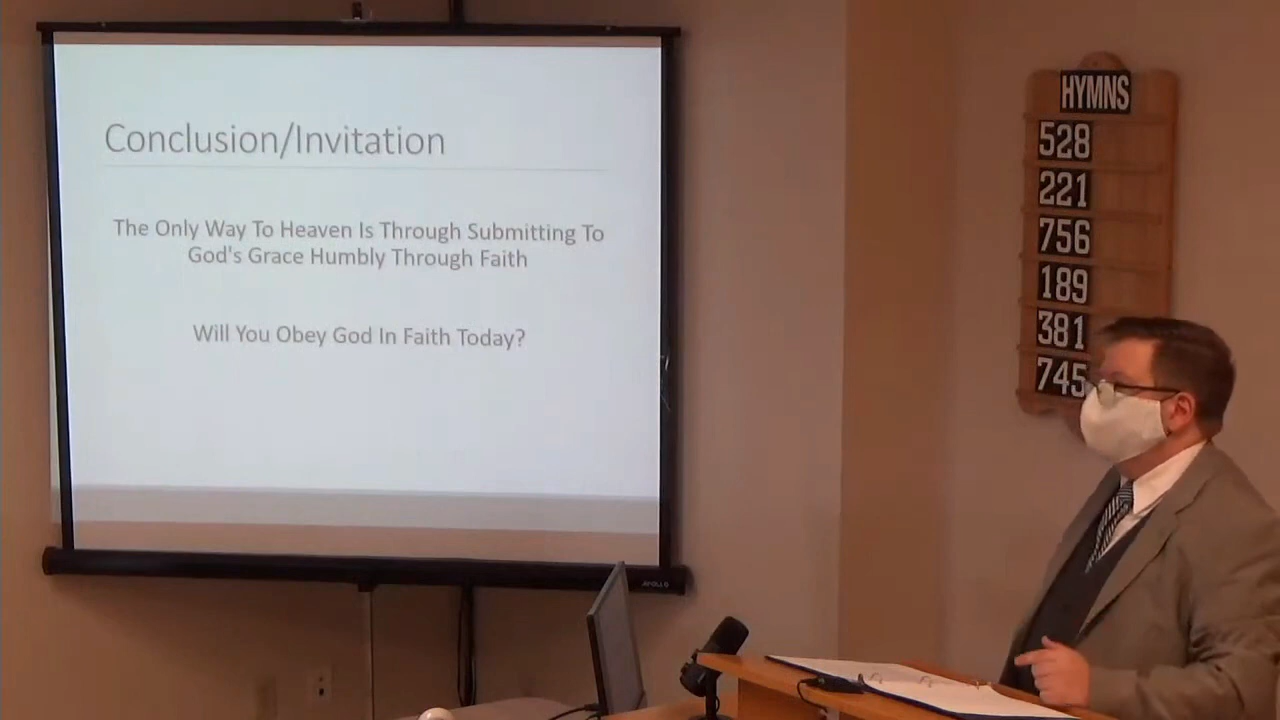 Conclusion/Invitation
The Only Way To Heaven Is Through Submitting To
God's Grace Humbly Through Faith
Will You Obey God In Faith Today?
APOLLO
HYMNS
528
221
756
189
381
745